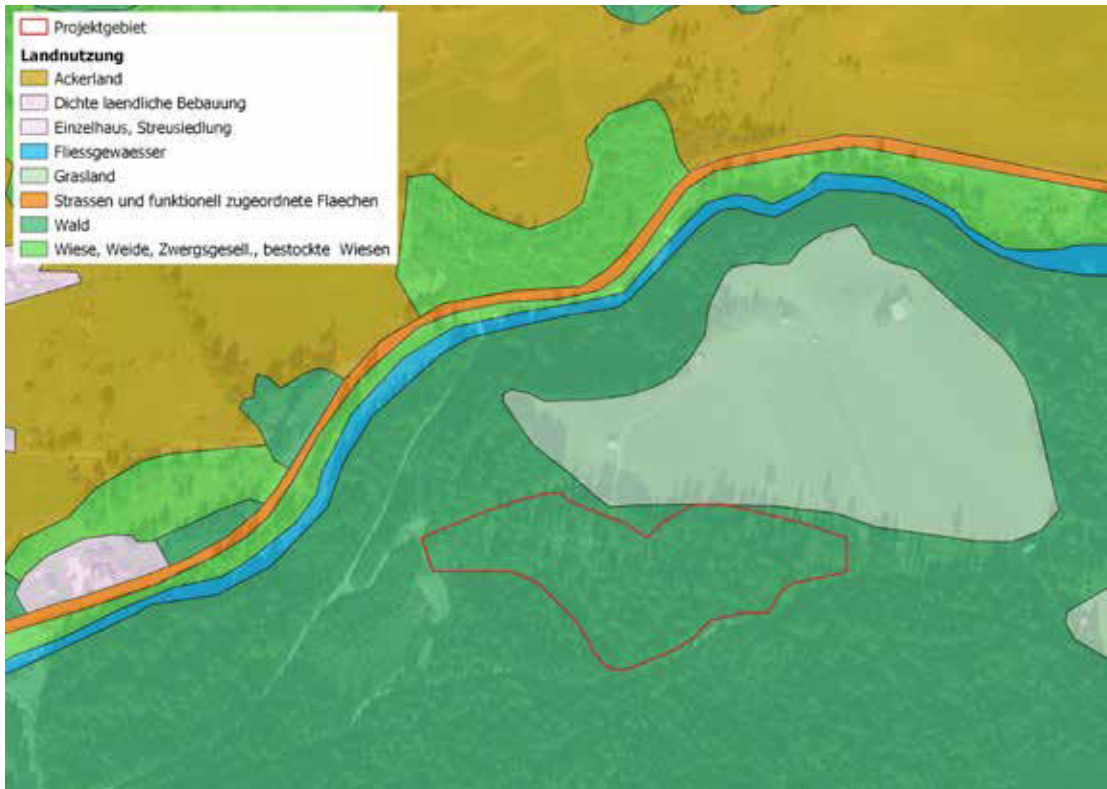 Projektgebiet
Landnutzung
Ackerland
Dichte laendliche Bebauung
Einzelhaus, Streusiedlung
Fliessgewaesser
Grasland
Strassen und funktionell zugeordnete Flaechen
Wald
Wiese, Weide, Zwergsgesell., bestockte Wiesen